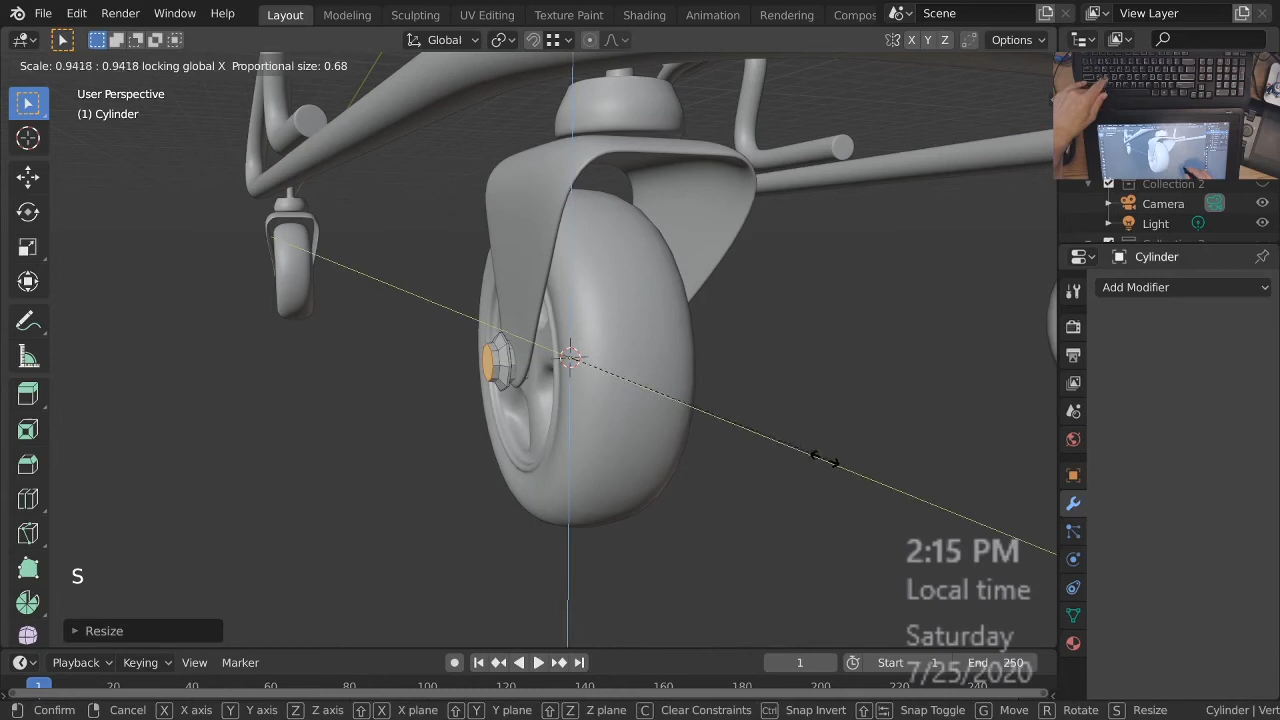 File Edit Render Window Help Layout Modeling Sculpting UV Editing Texture Paint Shading Animation Rendering Compos Scene View Layer
Global X Y Z Options
Scale: 0.9418 : 0.9418 locking global X Proportional size: 0.68
User Perspective
(1) Cylinder
Collection 2
Camera
Light
Cylinder
Add Modifier
2:15 PM
Local time
Saturday
7/25/2020
S
Resize
Playback Keying View Marker 1 Start 1 End 250
1 20 40 60 80 100 120 140 160 180 200 220 240
Confirm Cancel X X axis Y Y axis Z Z axis X X plane Y Y plane Z Z plane C Clear Constraints Ctrl Snap Invert Snap Toggle G Move R Rotate S Resize Cylinder | Vert